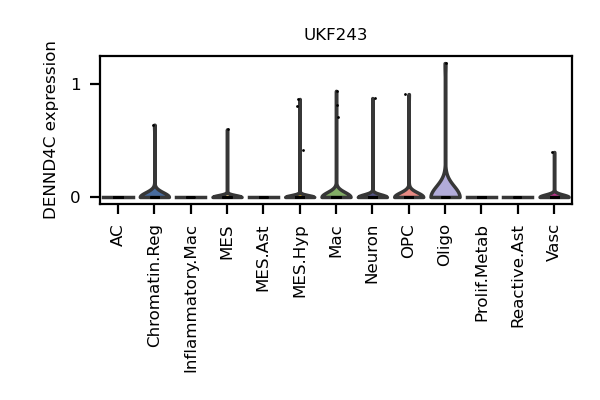 UKF243
DENND4C expression
1
0
AC
Chromatin.Reg
Inflammatory.Mac
MES
MES.Ast
MES.Hyp
Mac
Neuron
OPC
Oligo
Prolif.Metab
Reactive.Ast
Vasc